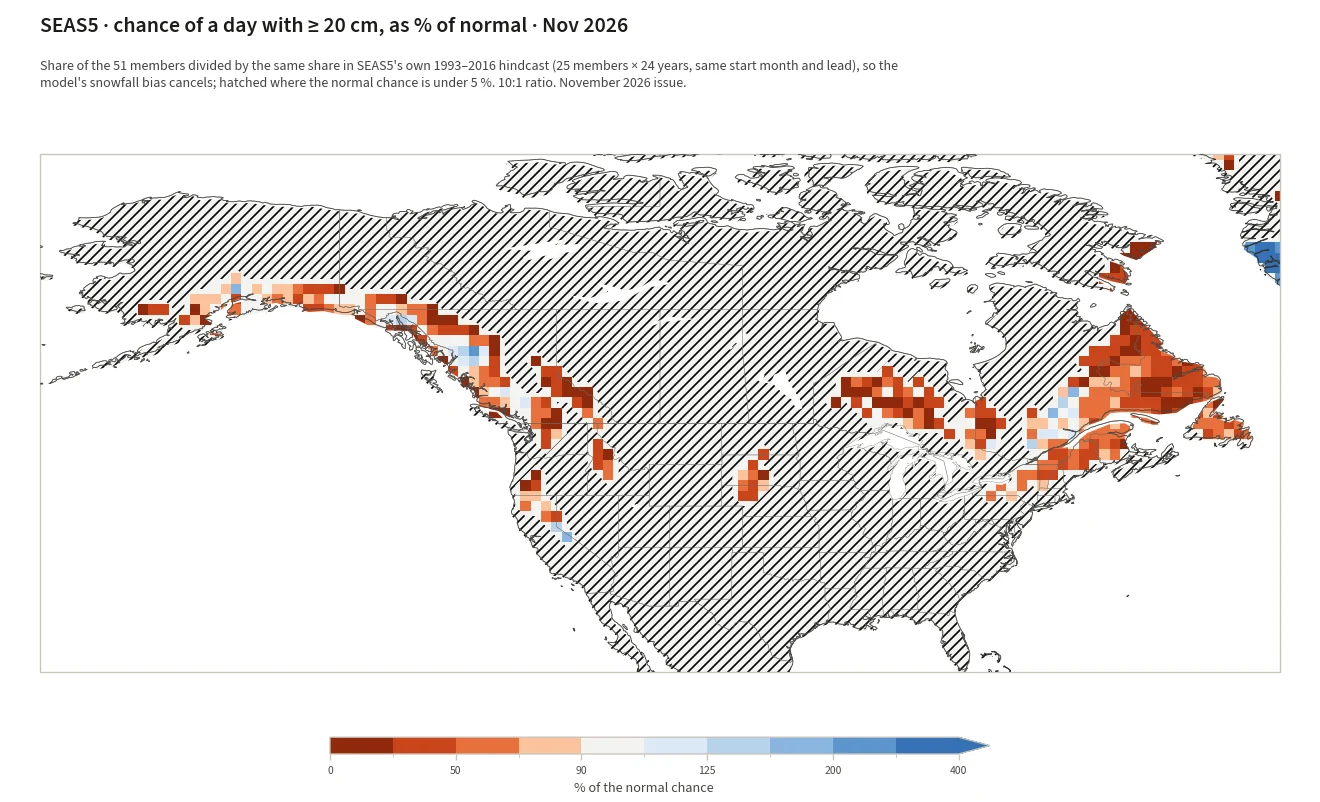 SEAS5 · chance of a day with ≥ 20 cm, as % of normal · Nov 2026
Share of the 51 members divided by the same share in SEAS5's own 1993–2016 hindcast (25 members × 24 years, same start month and lead), so the
model's snowfall bias cancels; hatched where the normal chance is under 5 %. 10:1 ratio. November 2026 issue.
0 50 90 125 200 400
% of the normal chance